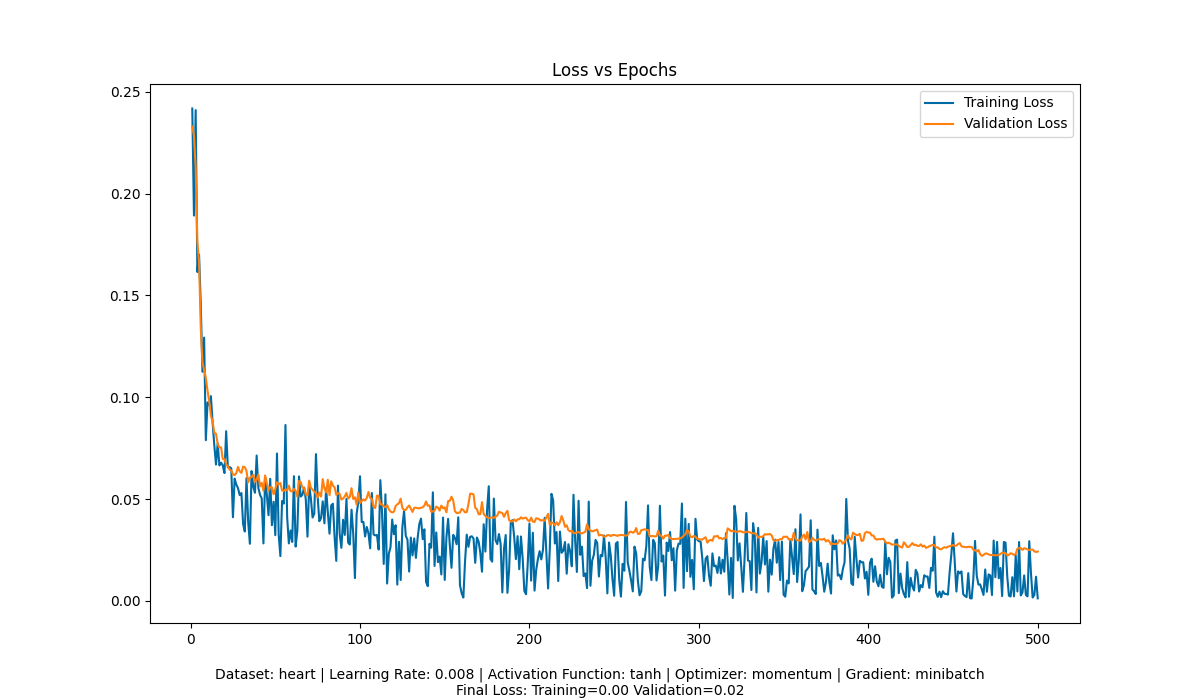 Loss vs Epochs
0.25
0.20
0.15
0.10
0.05
0.00
Training Loss
Validation Loss
0 100 200 300 400 500
Dataset: heart | Learning Rate: 0.008 | Activation Function: tanh | Optimizer: momentum | Gradient: minibatch
Final Loss: Training=0.00 Validation=0.02